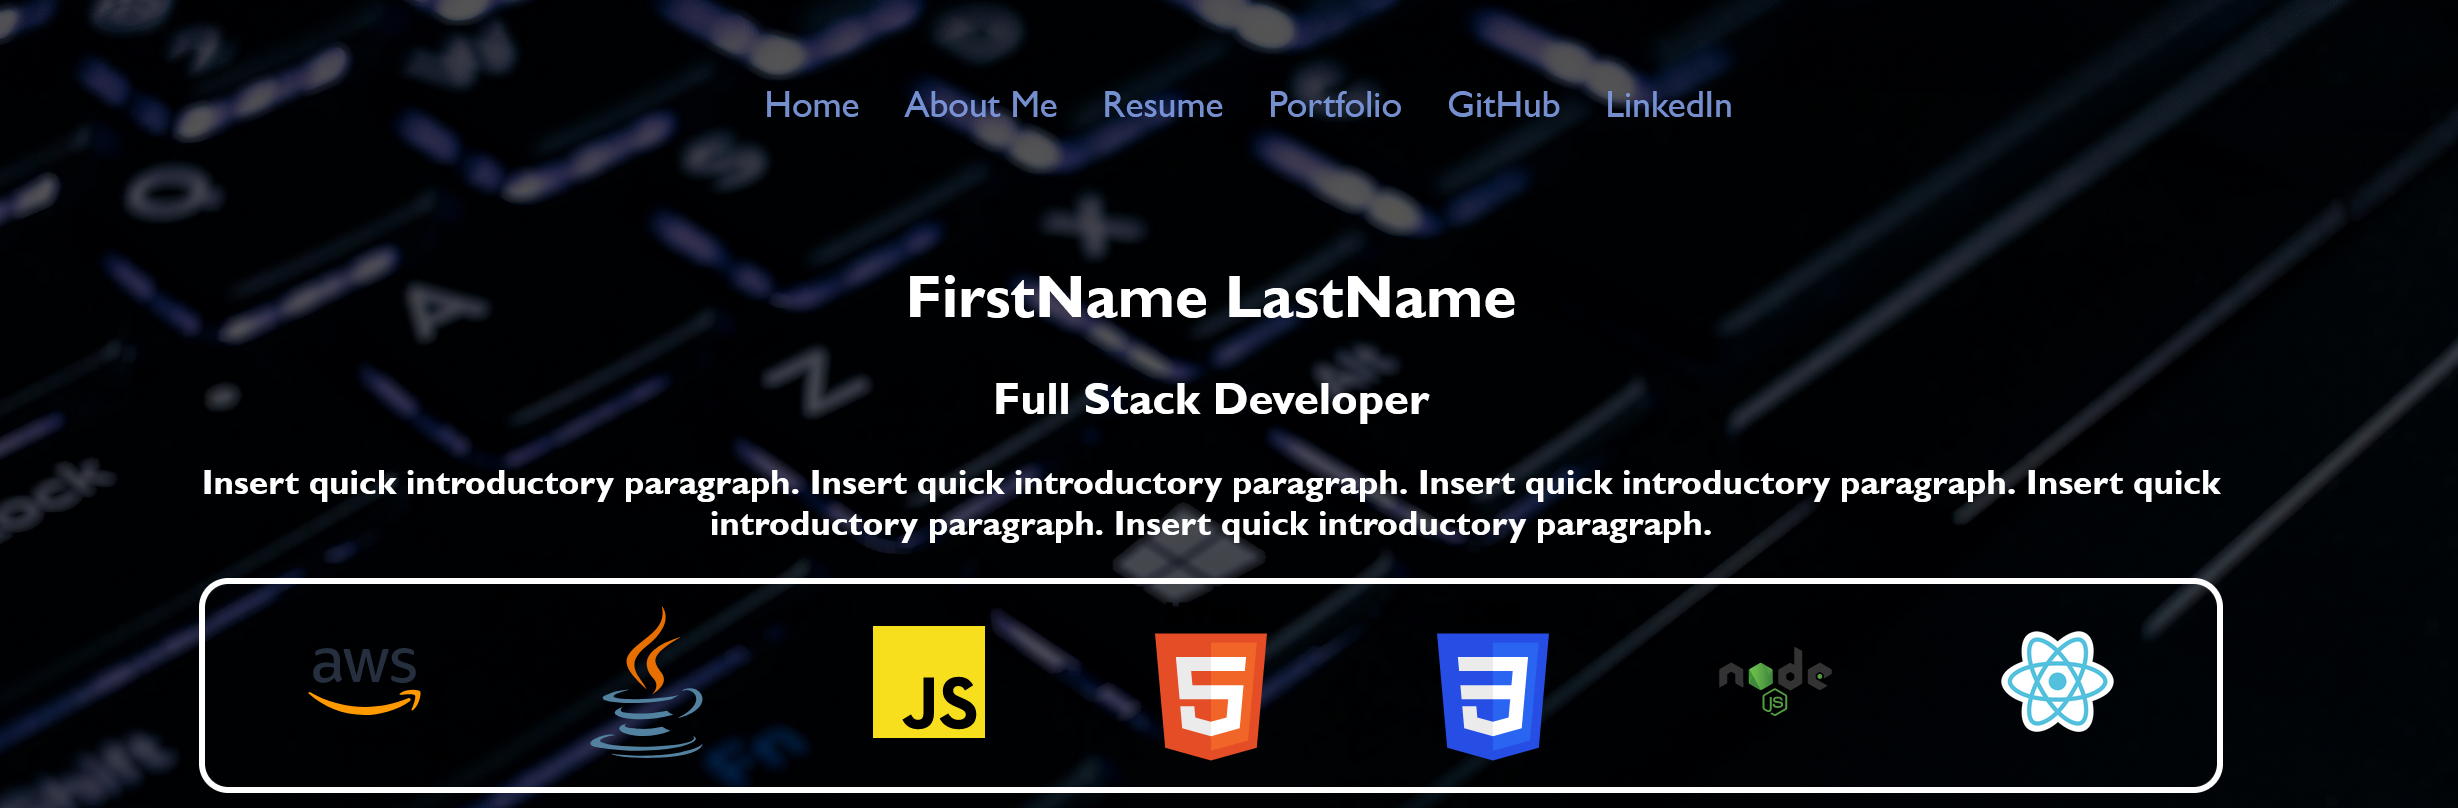 Home About Me Resume Portfolio GitHub LinkedIn
FirstName LastName
Full Stack Developer
Insert quick introductory paragraph. Insert quick introductory paragraph. Insert quick introductory paragraph. Insert quick
introductory paragraph. Insert quick introductory paragraph.
aws JS 5 3 node JS
Q A S Z X D Alt
Fn